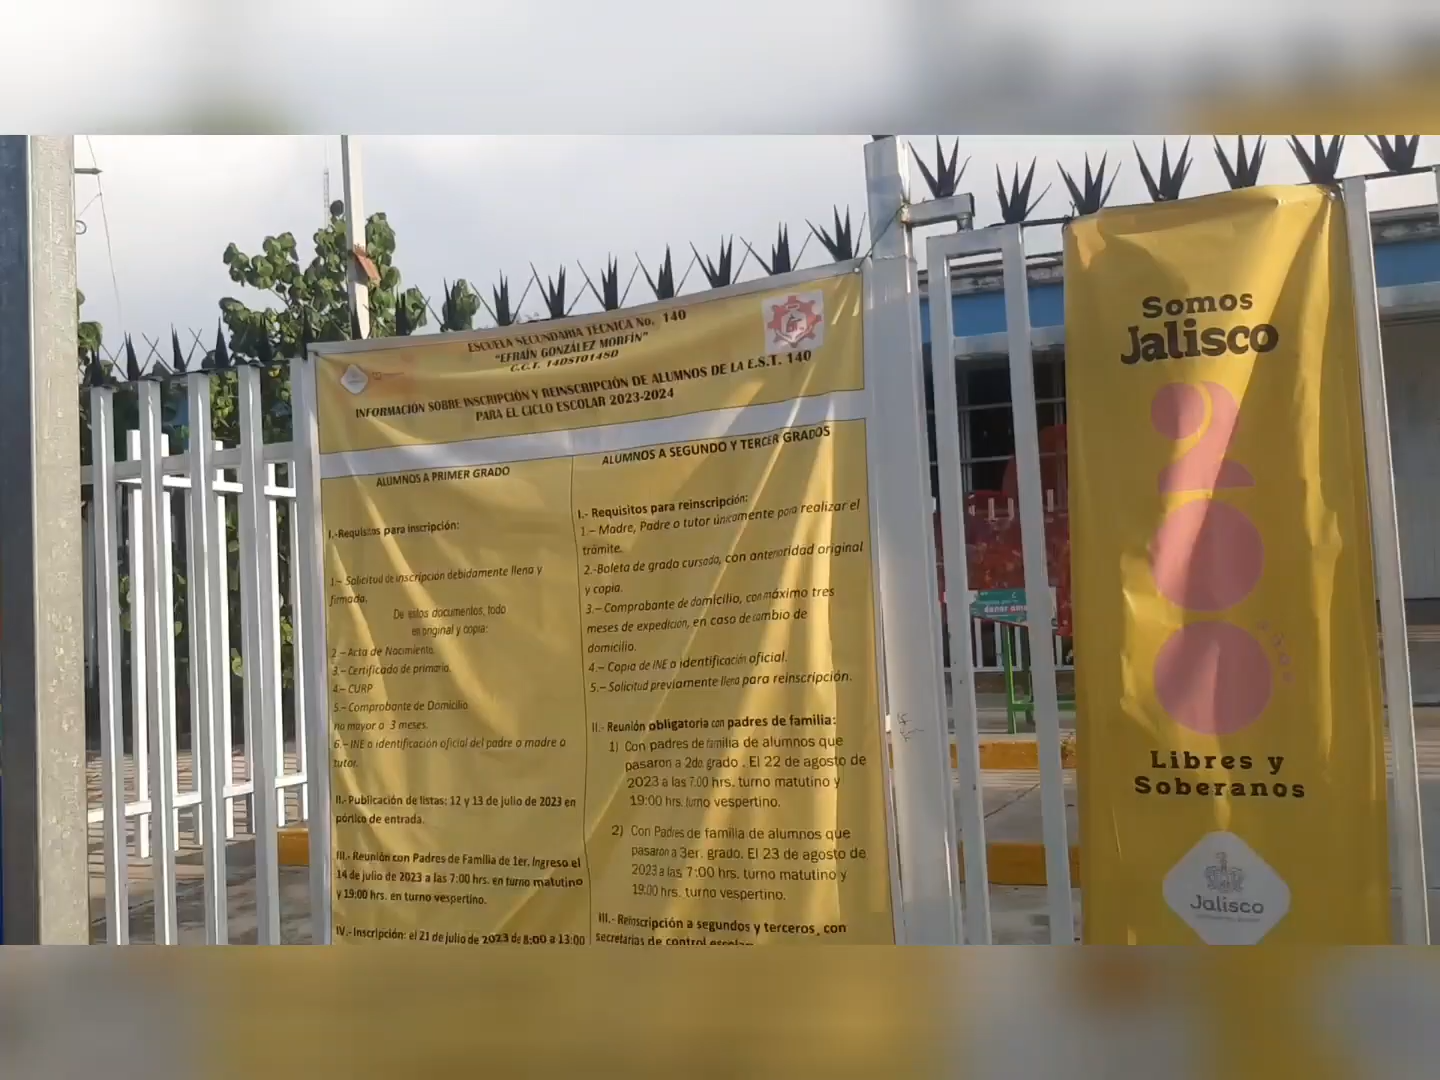 ESCUELA SECUNDARIA TÉCNICA No. 140
"EFRAÍN GONZÁLEZ MORFÍN"
C.C.T. 14DST0148D
INFORMACIÓN SOBRE INSCRIPCIÓN Y REINSCRIPCIÓN DE ALUMNOS DE LA E.S.T. 140
PARA EL CICLO ESCOLAR 2023-2024
ALUMNOS A PRIMER GRADO
I.-Requisitos para inscripción:
1.- Solicitud de inscripción debidamente llena y
firmada.
De estos documentos, todo
en original y copia:
2 -Acta de Nacimiento.
3.- Certificado de primaria.
4.- CURP
5.- Comprobante de Domicilio
no mayor a 3 meses.
6.- INE o identificación oficial del padre o madre o
tutor.
II.- Publicación de listas: 12 y 13 de julio de 2023 en
pórtico de entrada.
III.- Reunión con Padres de Familia de 1er. Ingreso el
14 de julio de 2023 a las 7:00 hrs. en turno matutino
y 19:00 hrs. en turno vespertino.
IV.- Inscripción: el 21 de julio de 2023 de 8:00 a 13:00
ALUMNOS A SEGUNDO Y TERCER GRADOS
I.- Requisitos para reinscripción:
1 – Madre, Padre o tutor únicamente para realizar el
trámite.
2.-Boleta de grado cursado, con anterioridad original
y copia.
3.– Comprobante de domicilio, con máximo tres
meses de expedición, en caso de cambio de
domicilio.
4.– Copia de INE o identificación oficial.
5.- Solicitud previamente llena para reinscripción.
II.- Reunión obligatoria con padres de familia:
1) Con padres de familia de alumnos que
pasaron a 2do. grado . El 22 de agosto de
2023 a las 7:00 hrs. turno matutino y
19:00 hrs. turno vespertino.
2) Con Padres de familia de alumnos que
pasaron a 3er. grado. El 23 de agosto de
2023 a las 7:00 hrs. turno matutino y
19:00 hrs. turno vespertino.
III.- Reinscripción a segundos y terceros, con
secretarias de control escolar
Somos
Jalisco
200
años
Libres y
Soberanos
Jalisco
donar